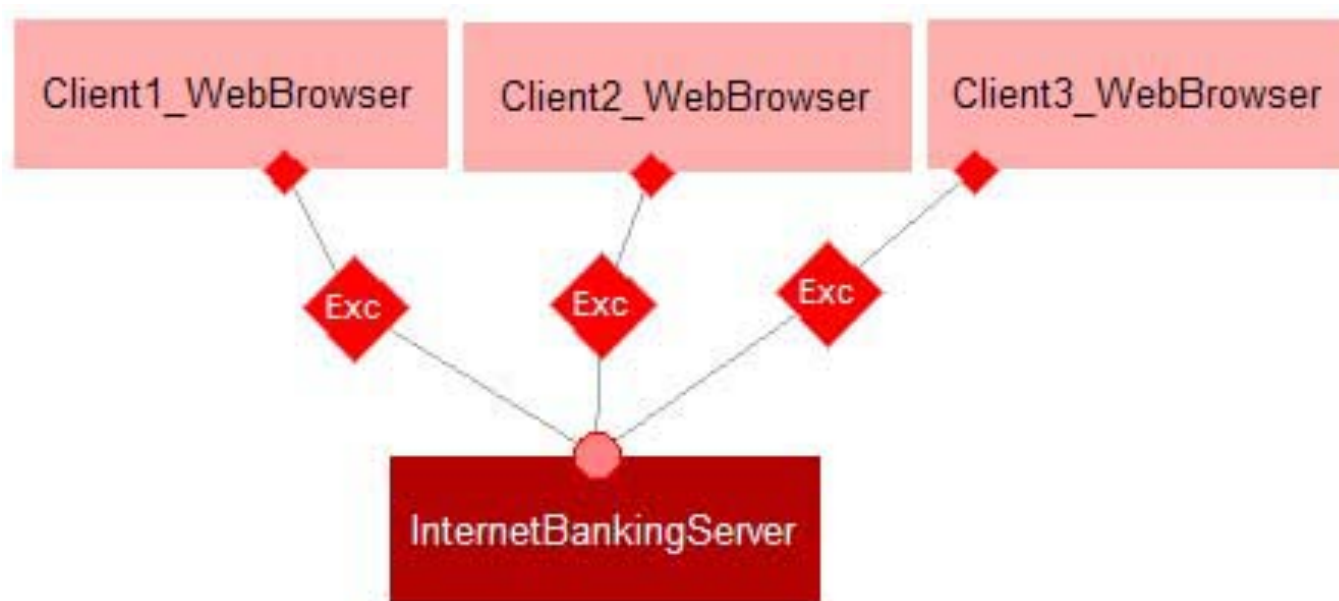 Client1_WebBrowser
Client2_WebBrowser
Client3_WebBrowser
Exc
Exc
Exc
InternetBankingServer